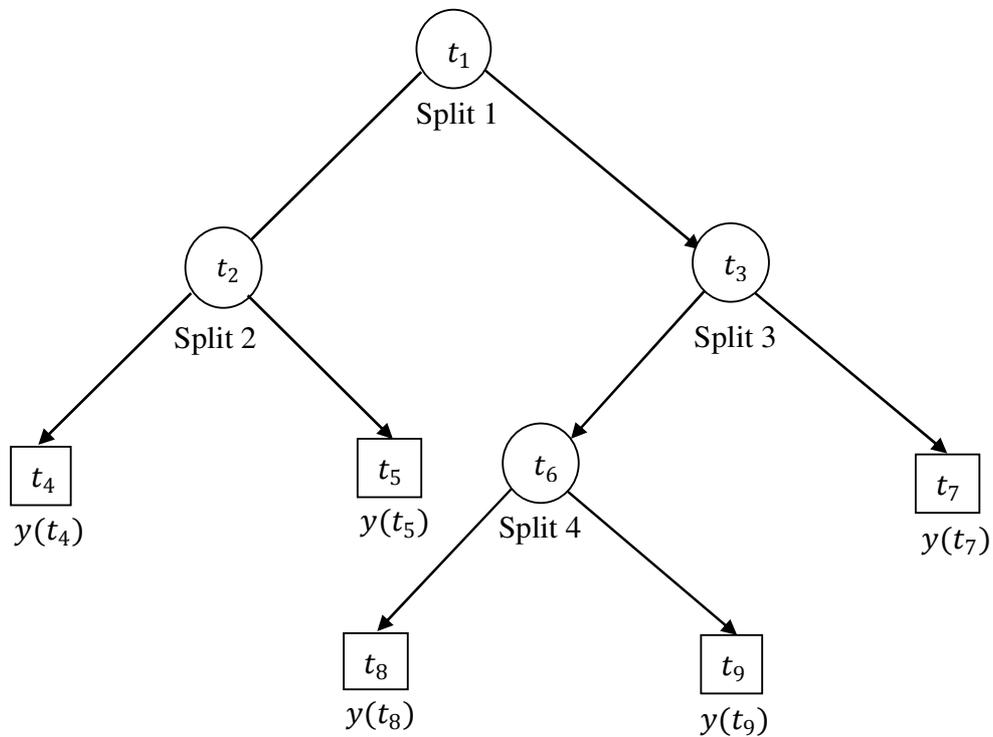 t₁
Split 1
t₂
t₃
Split 2
Split 3
t₄
t₅
t₆
t₇
y(t₄)
y(t₅)
Split 4
y(t₇)
t₈
t₉
y(t₈)
y(t₉)